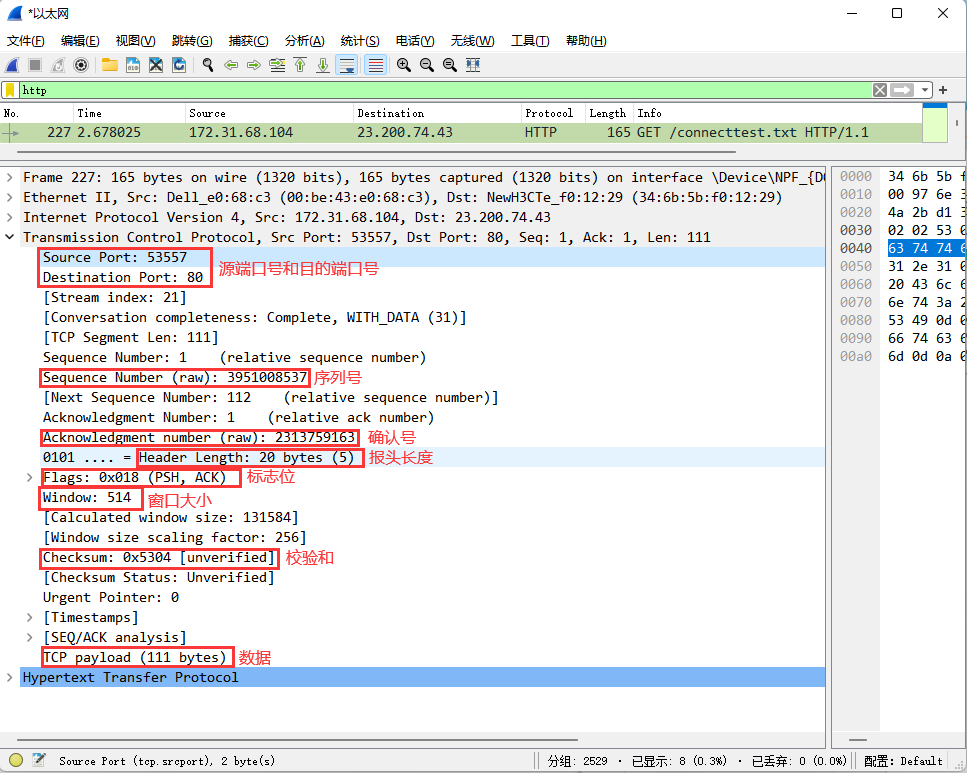 *以太网
文件(F) 编辑(E) 视图(V) 跳转(G) 捕获(C) 分析(A) 统计(S) 电话(Y) 无线(W) 工具(T) 帮助(H)
http
No. Time Source Destination Protocol Length Info
227 2.678025 172.31.68.104 23.200.74.43 HTTP 165 GET /connecttest.txt HTTP/1.1
Frame 227: 165 bytes on wire (1320 bits), 165 bytes captured (1320 bits) on interface \Device\NPF_{D
Ethernet II, Src: Dell_e0:68:c3 (00:be:43:e0:68:c3), Dst: NewH3CTe_f0:12:29 (34:6b:5b:f0:12:29)
Internet Protocol Version 4, Src: 172.31.68.104, Dst: 23.200.74.43
Transmission Control Protocol, Src Port: 53557, Dst Port: 80, Seq: 1, Ack: 1, Len: 111
Source Port: 53557
Destination Port: 80
源端口号和目的端口号
[Stream index: 21]
[Conversation completeness: Complete, WITH_DATA (31)]
[TCP Segment Len: 111]
Sequence Number: 1 (relative sequence number)
Sequence Number (raw): 3951008537 序列号
[Next Sequence Number: 112 (relative sequence number)]
Acknowledgment Number: 1 (relative ack number)
Acknowledgment number (raw): 2313759163 确认号
0101 .... = Header Length: 20 bytes (5) 报头长度
Flags: 0x018 (PSH, ACK) 标志位
Window: 514 窗口大小
[Calculated window size: 131584]
[Window size scaling factor: 256]
Checksum: 0x5304 [unverified] 校验和
[Checksum Status: Unverified]
Urgent Pointer: 0
[Timestamps]
[SEQ/ACK analysis]
TCP payload (111 bytes) 数据
Hypertext Transfer Protocol
0000 34 6b 5b f
0010 00 97 6e 3
0020 4a 2b d1 3
0030 02 02 53 0
0040 63 74 74 6
0050 31 2e 31 0
0060 20 43 6c 6
0070 6e 74 3a 2
0080 53 49 0d 0
0090 66 74 63 6
00a0 6d 0d 0a 0
Source Port (tcp.srcport), 2 byte(s)
分组: 2529 · 已显示: 8 (0.3%) · 已丢弃: 0 (0.0%)
配置: Default